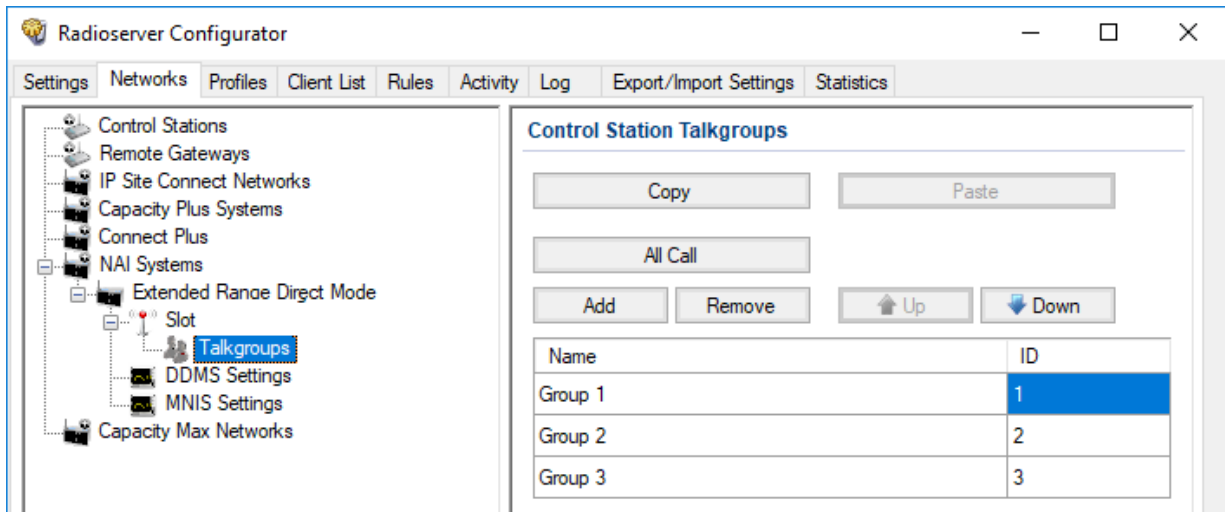 Radioserver Configurator
Settings Networks Profiles Client List Rules Activity Log Export/Import Settings Statistics
Control Stations
Remote Gateways
IP Site Connect Networks
Capacity Plus Systems
Connect Plus
NAI Systems
Extended Range Direct Mode
Slot
Talkgroups
DDMS Settings
MNIS Settings
Capacity Max Networks
Control Station Talkgroups
Copy Paste
All Call
Add Remove Up Down
Name ID
Group 1 1
Group 2 2
Group 3 3